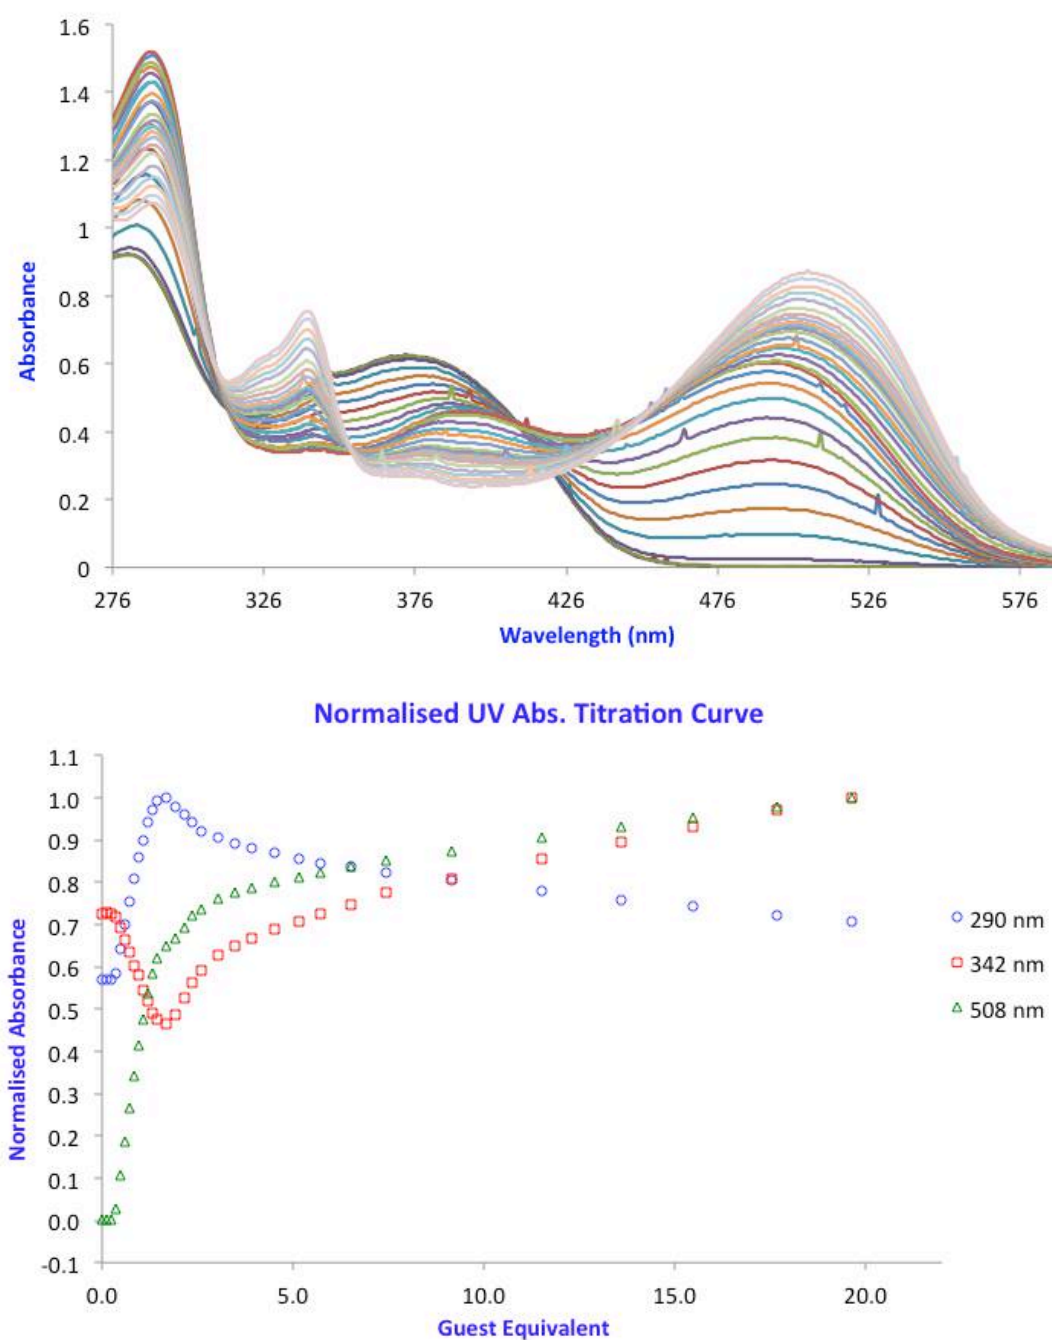 1.6
1.4
1.2
1
0.8
0.6
0.4
0.2
0
Absorbance
276 326 376 426 476 526 576
Wavelength (nm)
Normalised UV Abs. Titration Curve
1.1
1.0
0.9
0.8
0.7
0.6
0.5
0.4
0.3
0.2
0.1
0.0
-0.1
Normalised Absorbance
290 nm
342 nm
508 nm
0.0 5.0 10.0 15.0 20.0
Guest Equivalent